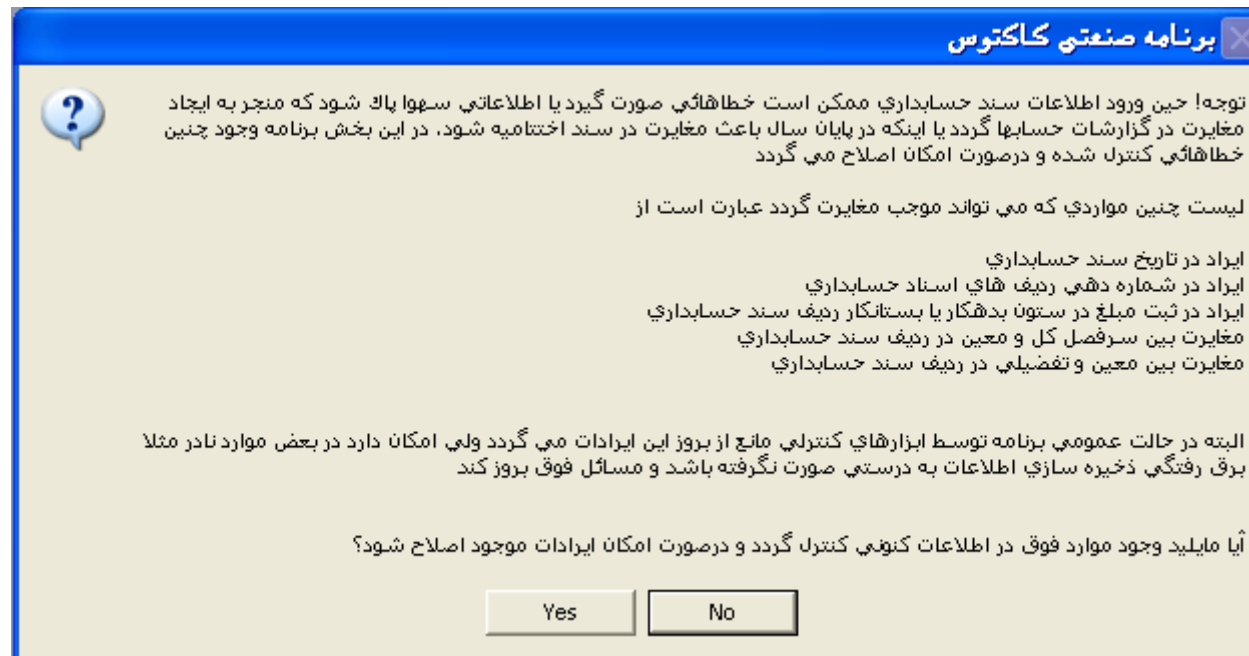 برنامه صنعتي كاكتوس
توجه! حين ورود اطلاعات سند حسابداري ممكن است خطاهائي صورت گيرد يا اطلاعاتي سهوا پاك شود كه منجر به ايجاد
مغايرت در گزارشات حسابها گردد يا اينكه در پايان سال باعث مغايرت در سند اختتاميه شود، در اين بخش برنامه وجود چنين
خطاهائي كنترل شده و درصورت امكان اصلاح مي گردد
ليست چنين مواردي كه مي تواند موجب مغايرت گردد عبارت است از
ايراد در تاريخ سند حسابداري
ايراد در شماره دهي رديف هاي اسناد حسابداري
ايراد در ثبت مبلغ در ستون بدهكار يا بستانكار رديف سند حسابداري
مغايرت بين سرفصل كل و معين در رديف سند حسابداري
مغايرت بين معين و تفضيلي در رديف سند حسابداري
البته در حالت عمومي برنامه توسط ابزارهاي كنترلي مانع از بروز اين ايرادات مي گردد ولي امكان دارد در بعض موارد نادر مثلا
برق رفتگي ذخيره سازي اطلاعات به درستي صورت نگرفته باشد و مسائل فوق بروز كند
آيا مايليد وجود موارد فوق در اطلاعات كنوني كنترل گردد و درصورت امكان ايرادات موجود اصلاح شود؟
Yes No